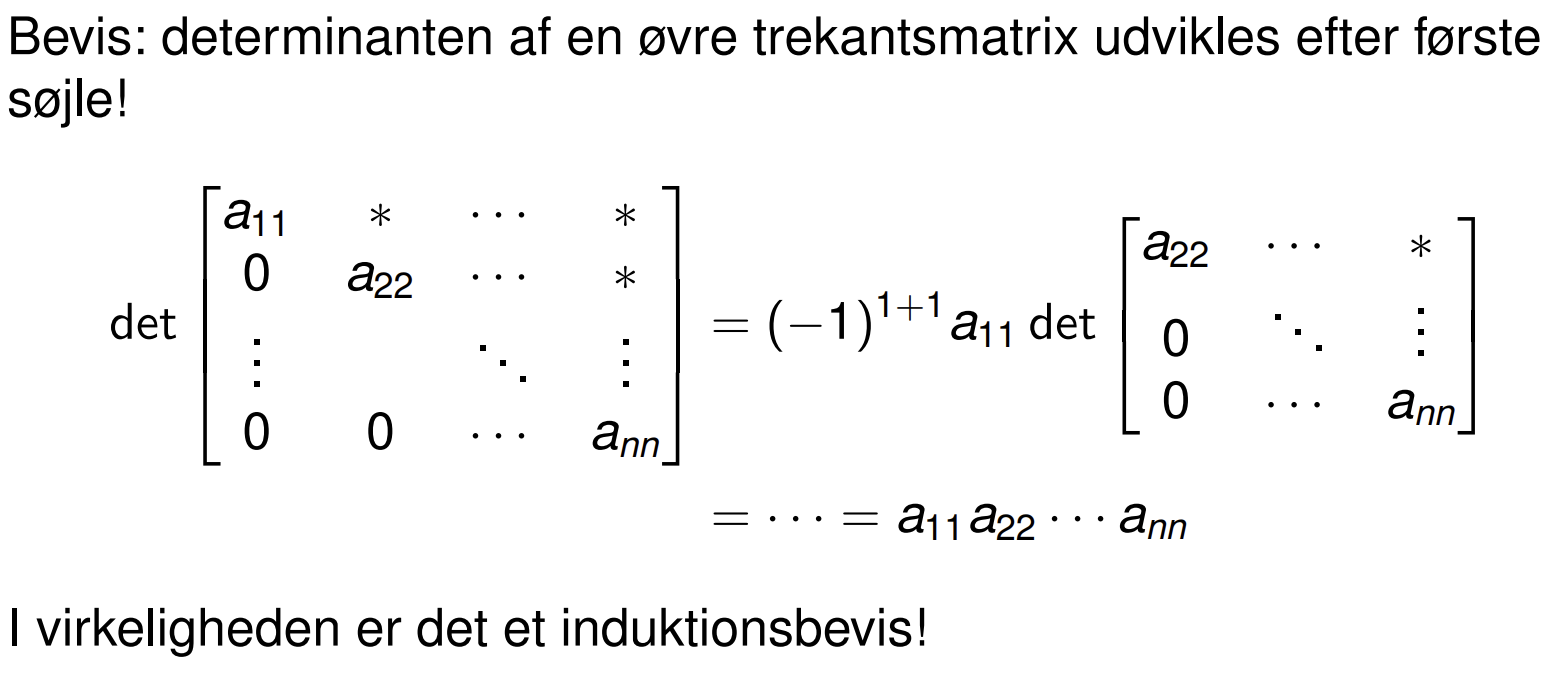 Bevis: determinanten af en øvre trekantsmatrix udvikles efter første
søjle!
det [a₁₁ * ⋯ *; 0 a₂₂ ⋯ *; ⋮ ⋱ ⋮; 0 0 ⋯ aₙₙ] = (−1)¹⁺¹ a₁₁ det [a₂₂ ⋯ *; 0 ⋱ ⋮; 0 ⋯ aₙₙ]
= ⋯ = a₁₁a₂₂ ⋯ aₙₙ
I virkeligheden er det et induktionsbevis!